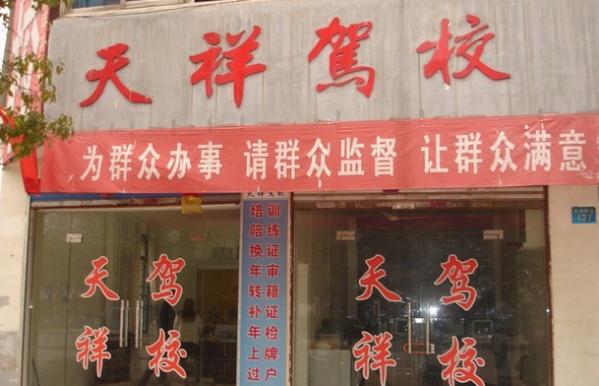 天祥驾校
为群众办事 请群众监督 让群众满意
天祥
驾校
培训
陪练
换证
年审
转籍
补证
年检
上牌
过户
天祥
驾校
427